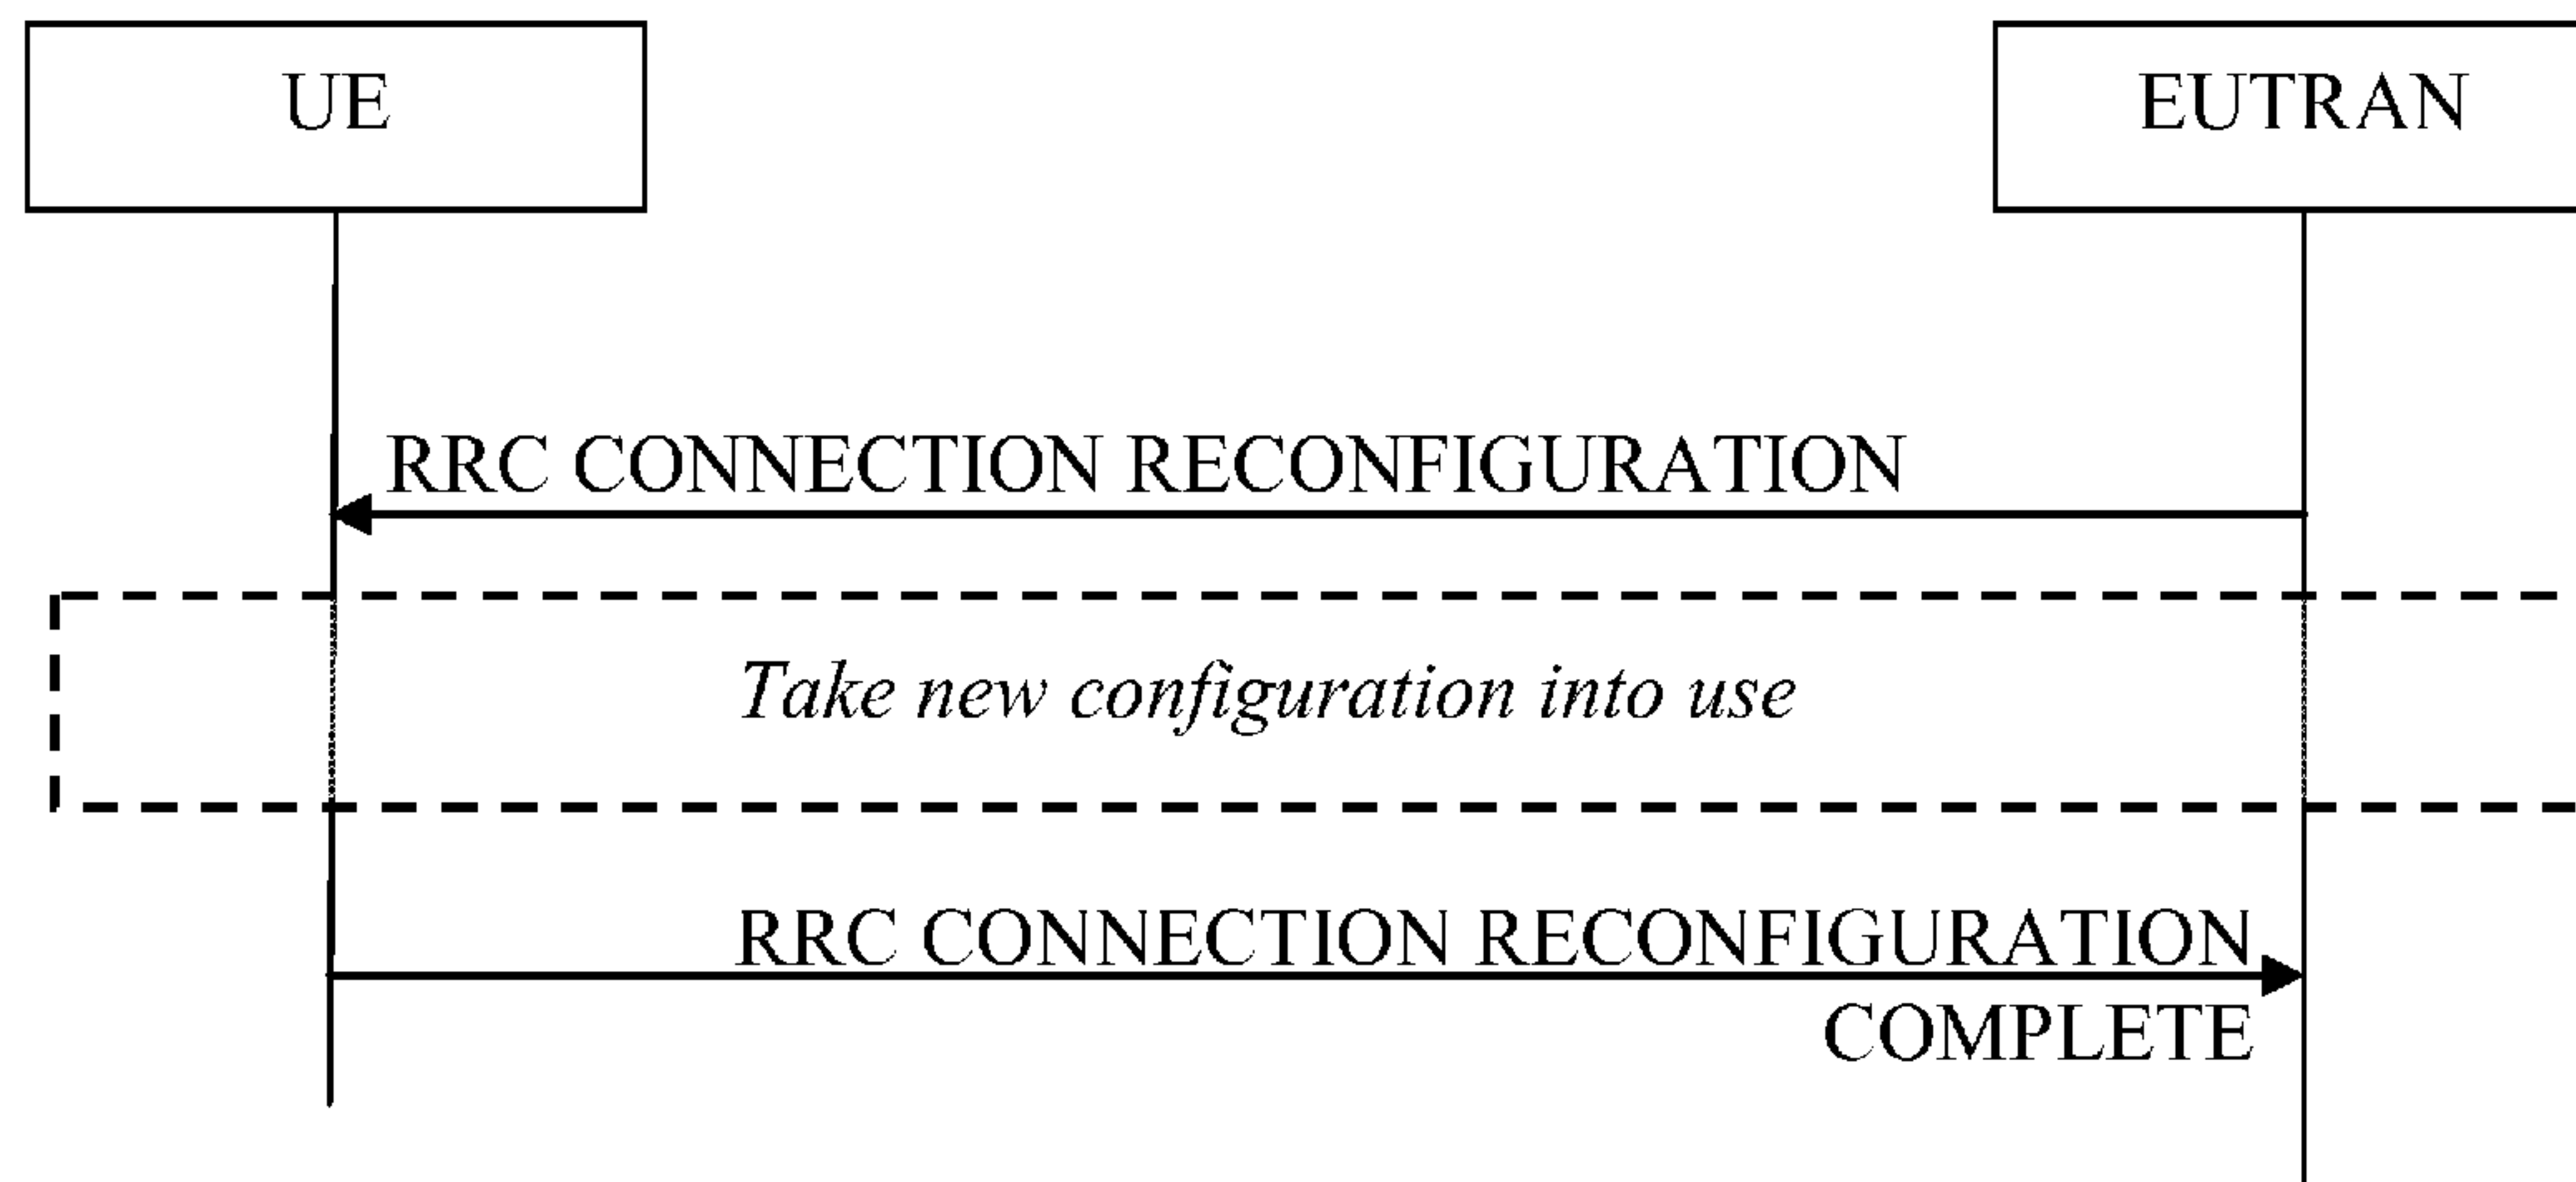 UE
EUTRAN
RRC CONNECTION RECONFIGURATION
Take new configuration into use
RRC CONNECTION RECONFIGURATION
COMPLETE